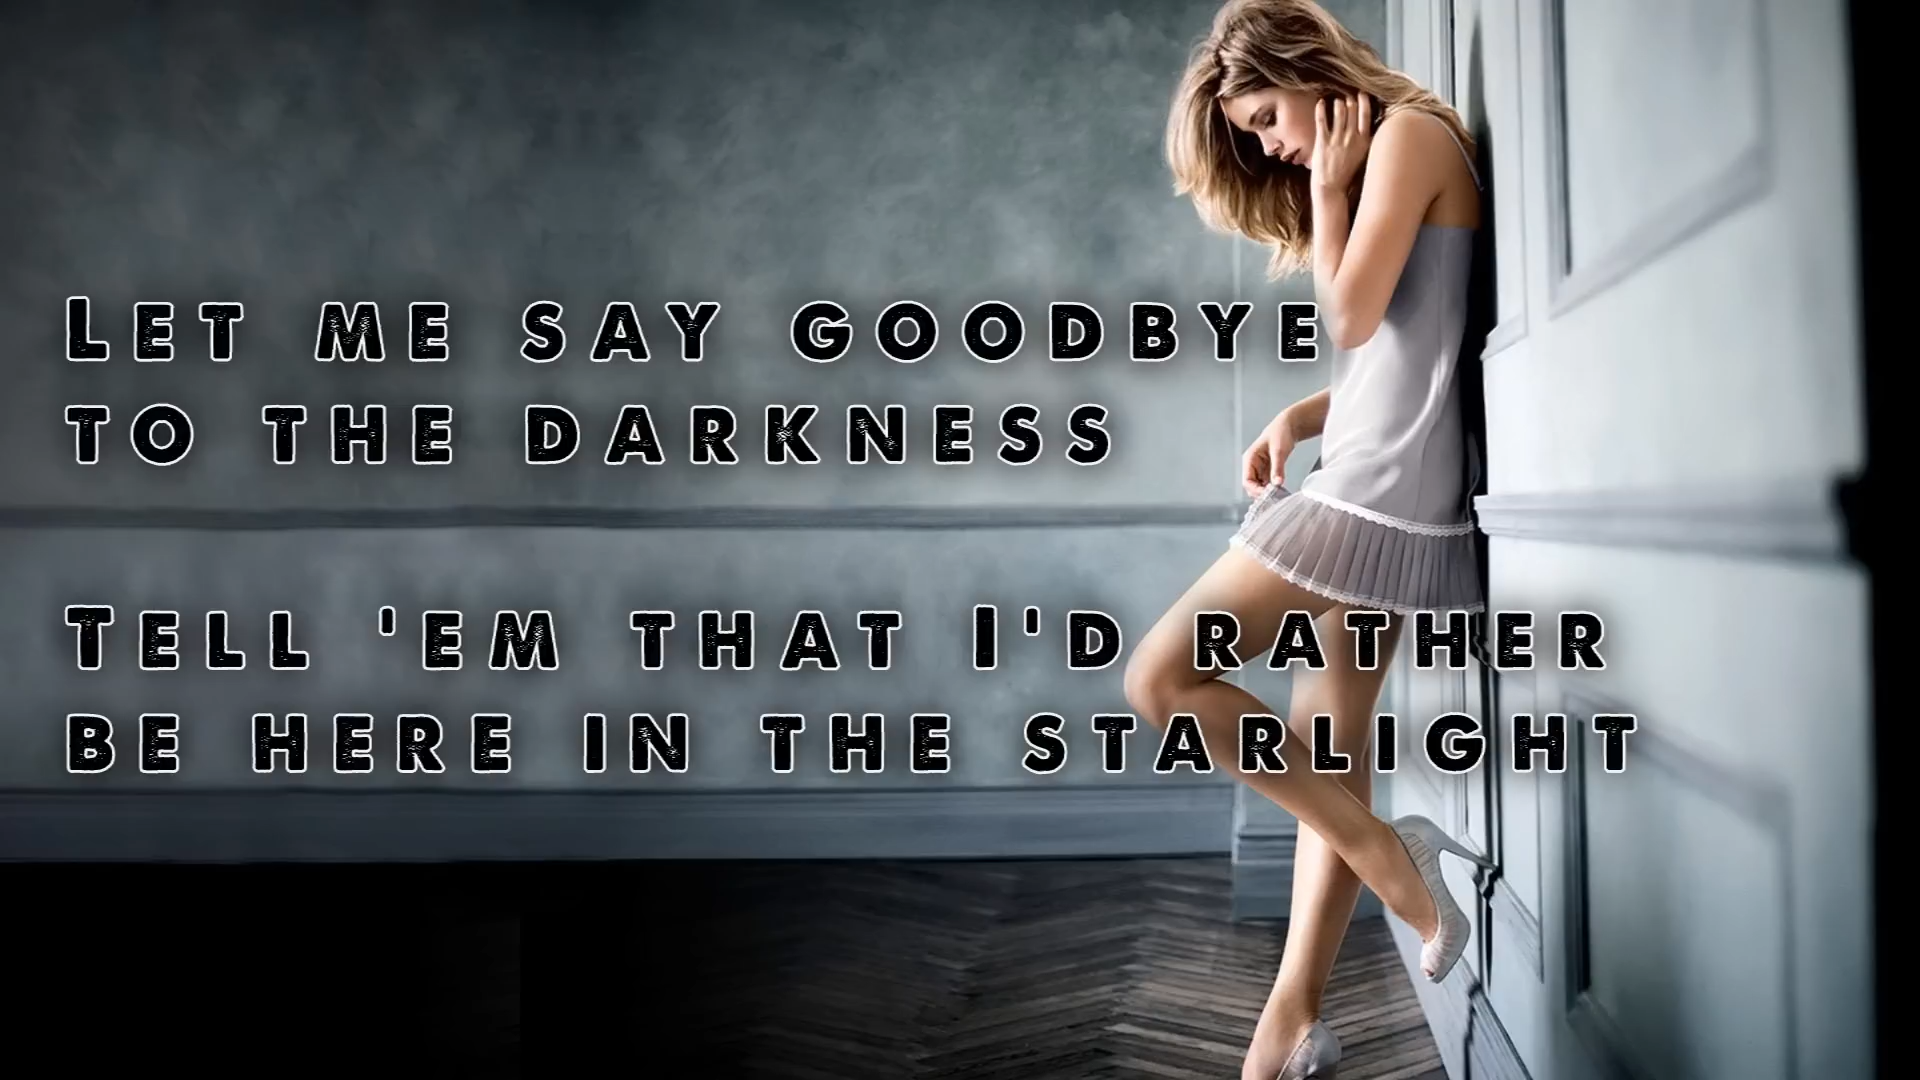 Let me say goodbye
to the darkness
Tell 'em that I'd rather
be here in the starlight